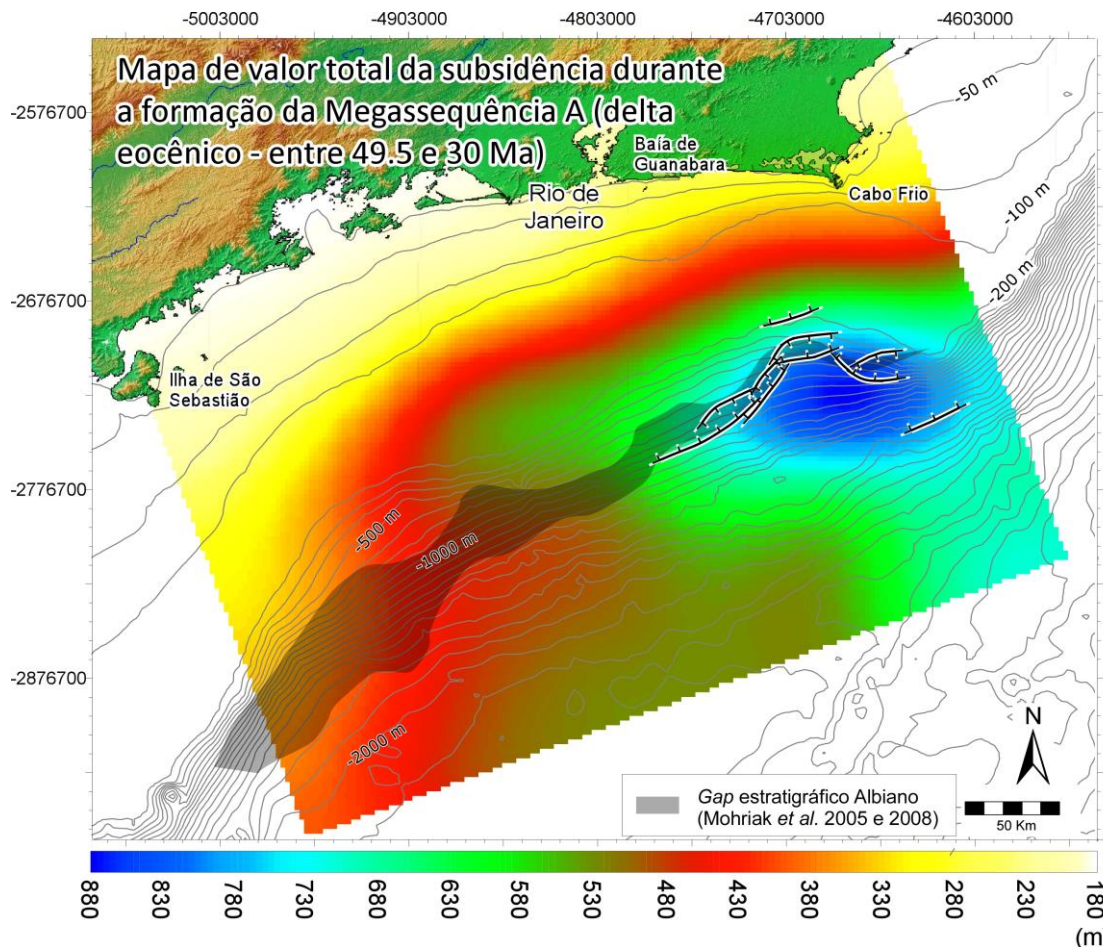 -5003000 -4903000 -4803000 -4703000 -4603000
Mapa de valor total da subsidência durante
a formação da Megassequência A (delta
eocênico - entre 49.5 e 30 Ma)
-2576700
-2676700
-2776700
-2876700
Baía de
Guanabara
Rio de
Janeiro
Cabo Frio
Ilha de São
Sebastião
-50 m
-100 m
-200 m
-500 m
-1000 m
-2000 m
N
50 Km
Gap estratigráfico Albiano
(Mohriak et al. 2005 e 2008)
880 830 780 730 680 630 580 530 480 430 380 330 280 230 180
(m